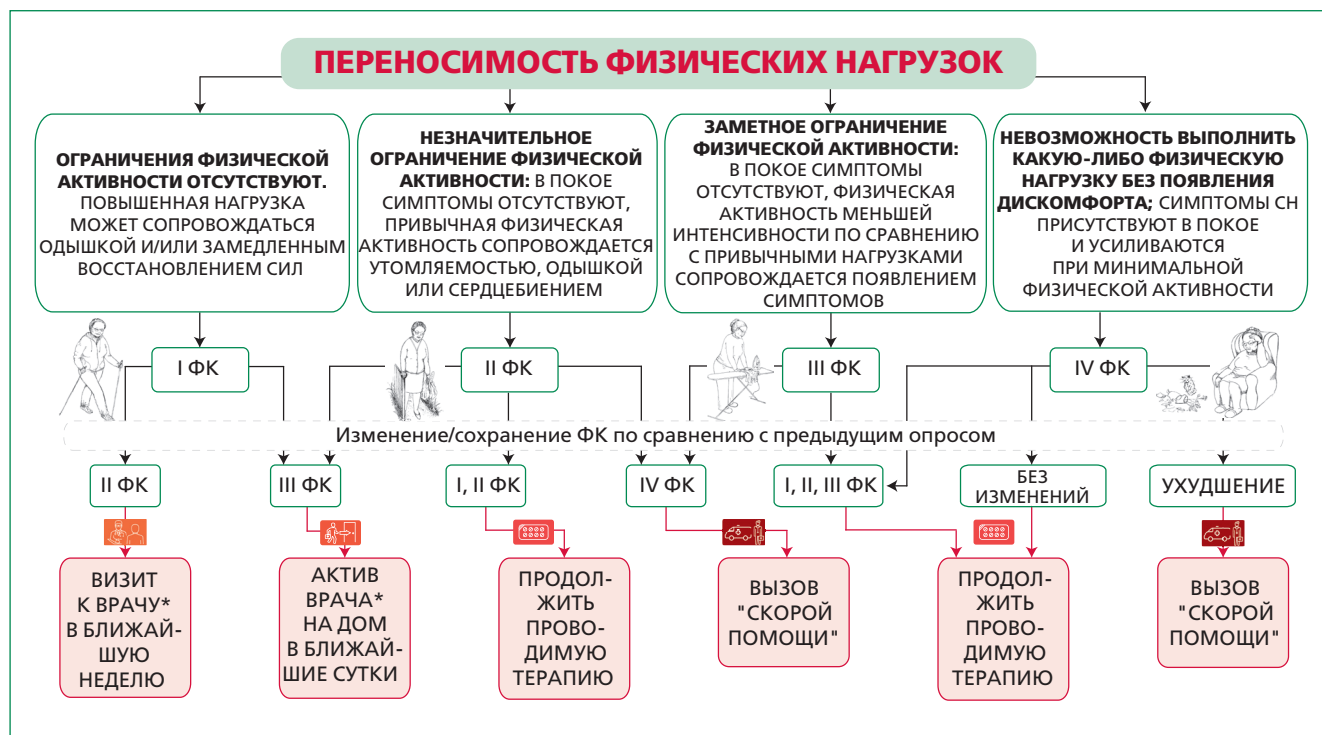 ПЕРЕНОСИМОСТЬ ФИЗИЧЕСКИХ НАГРУЗОК
ОГРАНИЧЕНИЯ ФИЗИЧЕСКОЙ
АКТИВНОСТИ ОТСУТСТВУЮТ.
ПОВЫШЕННАЯ НАГРУЗКА
МОЖЕТ СОПРОВОЖДАТЬСЯ
ОДЫШКОЙ И/ИЛИ ЗАМЕДЛЕННЫМ
ВОССТАНОВЛЕНИЕМ СИЛ
НЕЗНАЧИТЕЛЬНОЕ
ОГРАНИЧЕНИЕ ФИЗИЧЕСКОЙ
АКТИВНОСТИ: В ПОКОЕ
СИМПТОМЫ ОТСУТСТВУЮТ,
ПРИВЫЧНАЯ ФИЗИЧЕСКАЯ
АКТИВНОСТЬ СОПРОВОЖДАЕТСЯ
УТОМЛЯЕМОСТЬЮ, ОДЫШКОЙ
ИЛИ СЕРДЦЕБИЕНИЕМ
ЗАМЕТНОЕ ОГРАНИЧЕНИЕ
ФИЗИЧЕСКОЙ АКТИВНОСТИ:
В ПОКОЕ СИМПТОМЫ
ОТСУТСТВУЮТ, ФИЗИЧЕСКАЯ
АКТИВНОСТЬ МЕНЬШЕЙ
ИНТЕНСИВНОСТИ ПО СРАВНЕНИЮ
С ПРИВЫЧНЫМИ НАГРУЗКАМИ
СОПРОВОЖДАЕТСЯ ПОЯВЛЕНИЕМ
СИМПТОМОВ
НЕВОЗМОЖНОСТЬ ВЫПОЛНИТЬ
КАКУЮ-ЛИБО ФИЗИЧЕСКУЮ
НАГРУЗКУ БЕЗ ПОЯВЛЕНИЯ
ДИСКОМФОРТА; СИМПТОМЫ СН
ПРИСУТСТВУЮТ В ПОКОЕ
И УСИЛИВАЮТСЯ
ПРИ МИНИМАЛЬНОЙ
ФИЗИЧЕСКОЙ АКТИВНОСТИ
I ФК
II ФК
III ФК
IV ФК
Изменение/сохранение ФК по сравнению с предыдущим опросом
II ФК
III ФК
I, II ФК
IV ФК
I, II, III ФК
БЕЗ
ИЗМЕНЕНИЙ
УХУДШЕНИЕ
ВИЗИТ
К ВРАЧУ*
В БЛИЖАЙ-
ШУЮ
НЕДЕЛЮ
АКТИВ
ВРАЧА*
НА ДОМ
В БЛИЖАЙ-
ШИЕ СУТКИ
ПРОДОЛ-
ЖИТЬ
ПРОВО-
ДИМУЮ
ТЕРАПИЮ
ВЫЗОВ
"СКОРОЙ
ПОМОЩИ"
ПРОДОЛ-
ЖИТЬ
ПРОВО-
ДИМУЮ
ТЕРАПИЮ
ВЫЗОВ
"СКОРОЙ
ПОМОЩИ"